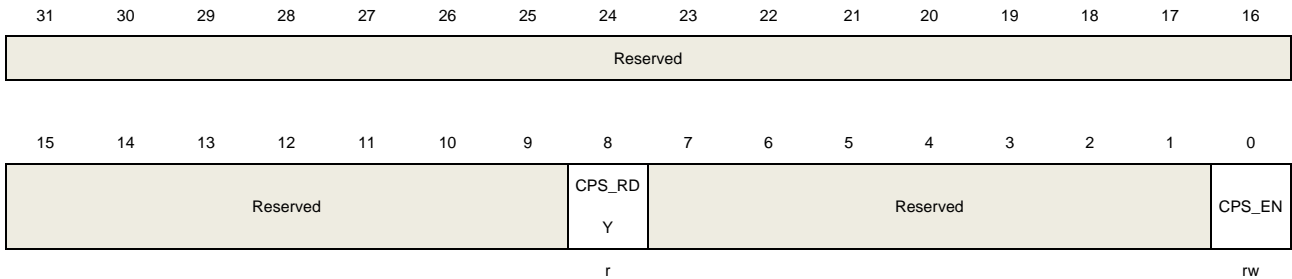 31 30 29 28 27 26 25 24 23 22 21 20 19 18 17 16
Reserved
15 14 13 12 11 10 9 8 7 6 5 4 3 2 1 0
Reserved CPS_RD Reserved CPS_EN
Y
r rw